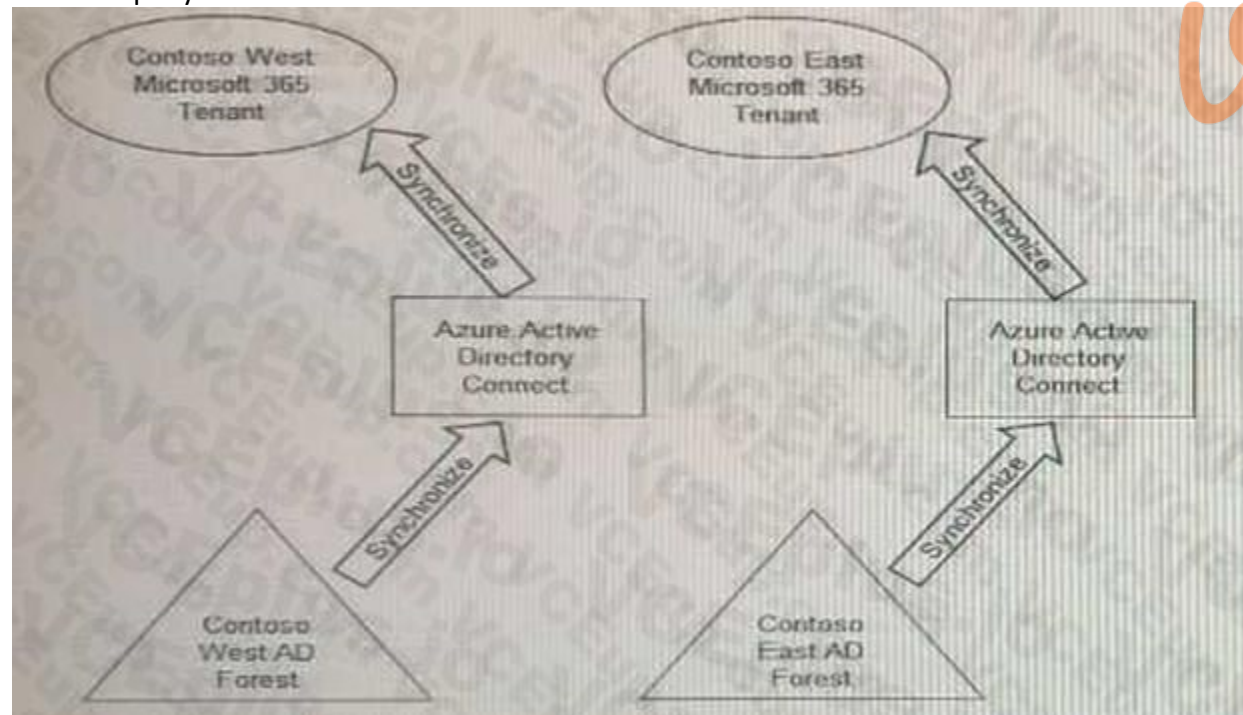 Contoso West
Microsoft 365
Tenant
Contoso East
Microsoft 365
Tenant
Synchronize
Synchronize
Azure Active
Directory
Connect
Azure Active
Directory
Connect
Synchronize
Synchronize
Contoso
West AD
Forest
Contoso
East AD
Forest